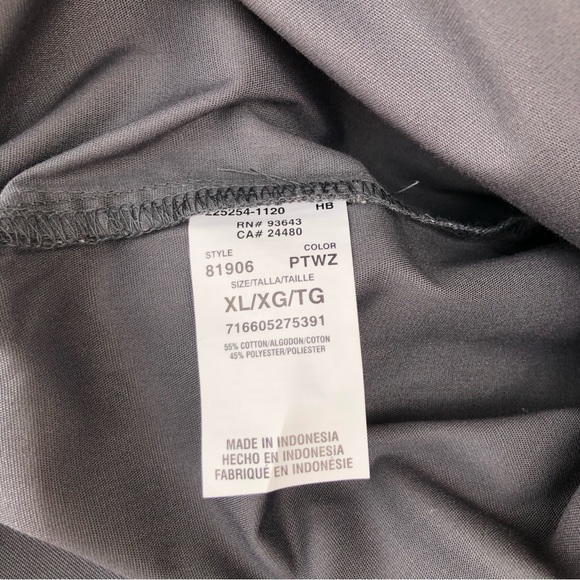 225254-1120 HB
RN# 93643
CA# 24480
STYLE COLOR
81906 PTWZ
SIZE/TALLA/TAILLE
XL/XG/TG
716605275391
55% COTTON/ALGODON/COTON
45% POLYESTER/POLIESTER
MADE IN INDONESIA
HECHO EN INDONESIA
FABRIQUÉ EN INDONÉSIE